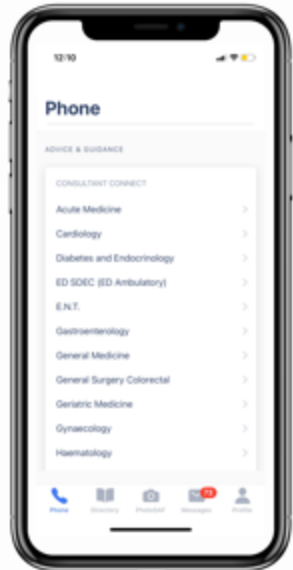 12:10
Phone
ADVICE & GUIDANCE
CONSULTANT CONNECT
Acute Medicine
Cardiology
Diabetes and Endocrinology
ED SDEC (ED Ambulatory)
E.N.T.
Gastroenterology
General Medicine
General Surgery Colorectal
Geriatric Medicine
Gynaecology
Haematology
73
Phone Directory PhotoSAF Messages Profile